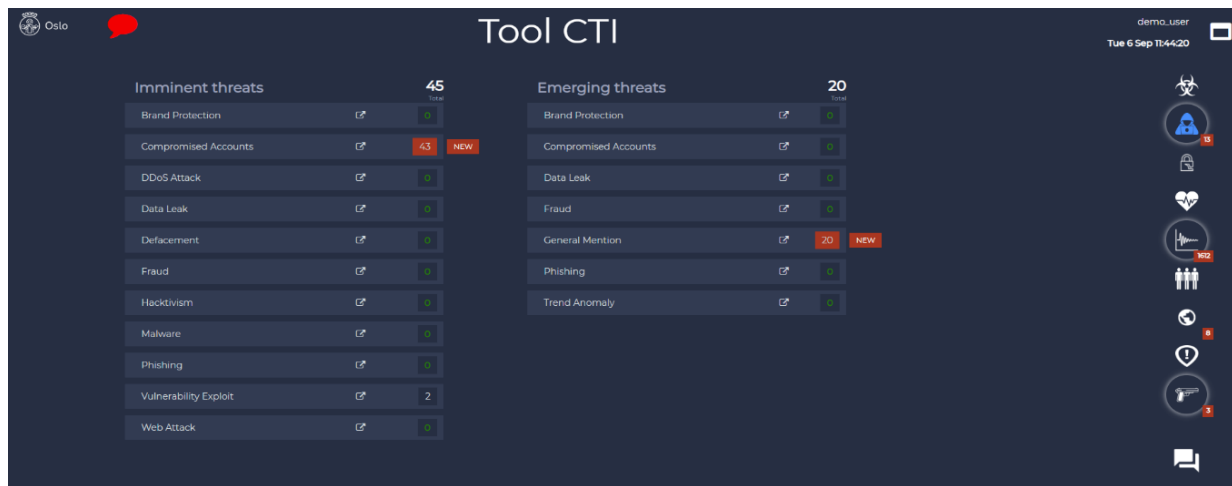 Oslo
Tool CTI
demo_user
Tue 6 Sep 11:44:20
Imminent threats 45
Total
Brand Protection 0
Compromised Accounts 43 NEW
DDoS Attack 0
Data Leak 0
Defacement 0
Fraud 0
Hacktivism 0
Malware 0
Phishing 0
Vulnerability Exploit 2
Web Attack 0
Emerging threats 20
Total
Brand Protection 0
Compromised Accounts 0
Data Leak 0
Fraud 0
General Mention 20 NEW
Phishing 0
Trend Anomaly 0
13
1612
8
3